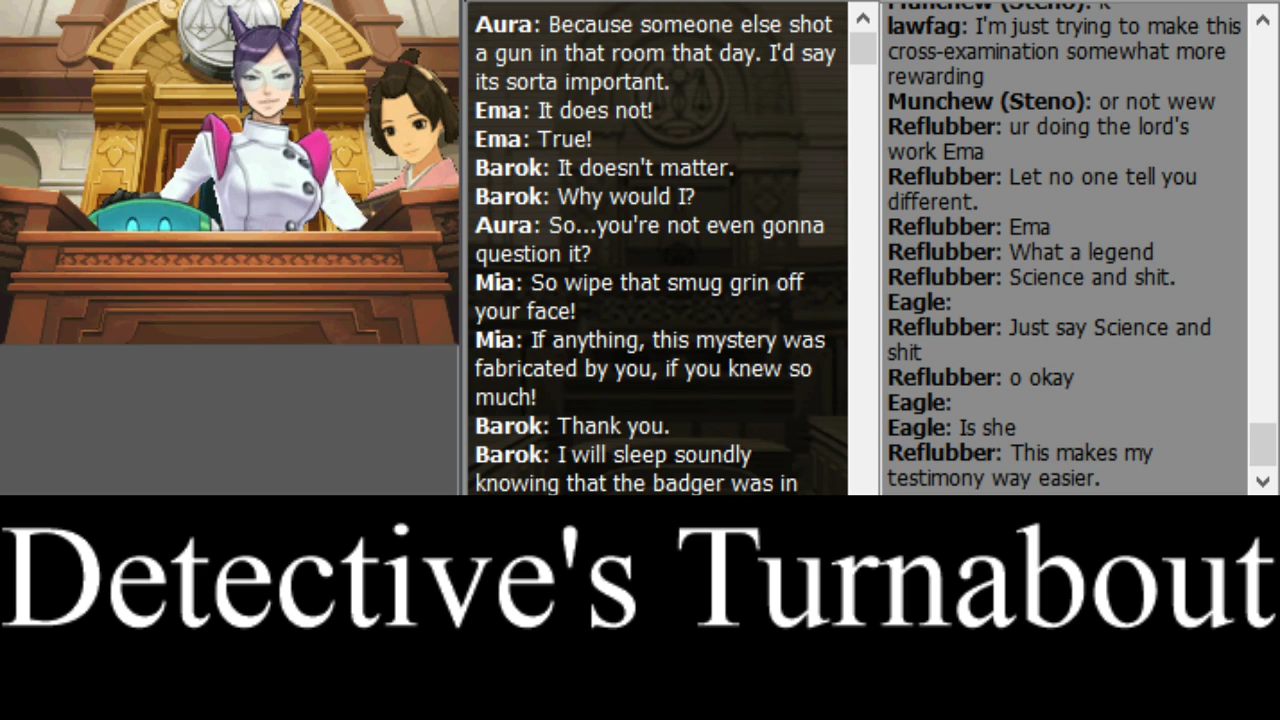 Aura: Because someone else shot
a gun in that room that day. I'd say
its sorta important.
Ema: It does not!
Ema: True!
Barok: It doesn't matter.
Barok: Why would I?
Aura: So...you're not even gonna
question it?
Mia: So wipe that smug grin off
your face!
Mia: If anything, this mystery was
fabricated by you, if you knew so
much!
Barok: Thank you.
Barok: I will sleep soundly
knowing that the badger was in
Munchew (Steno): k
lawfag: I'm just trying to make this
cross-examination somewhat more
rewarding
Munchew (Steno): or not wew
Reflubber: ur doing the lord's
work Ema
Reflubber: Let no one tell you
different.
Reflubber: Ema
Reflubber: What a legend
Reflubber: Science and shit.
Eagle:
Reflubber: Just say Science and
shit
Reflubber: o okay
Eagle:
Eagle: Is she
Reflubber: This makes my
testimony way easier.
Detective's Turnabout